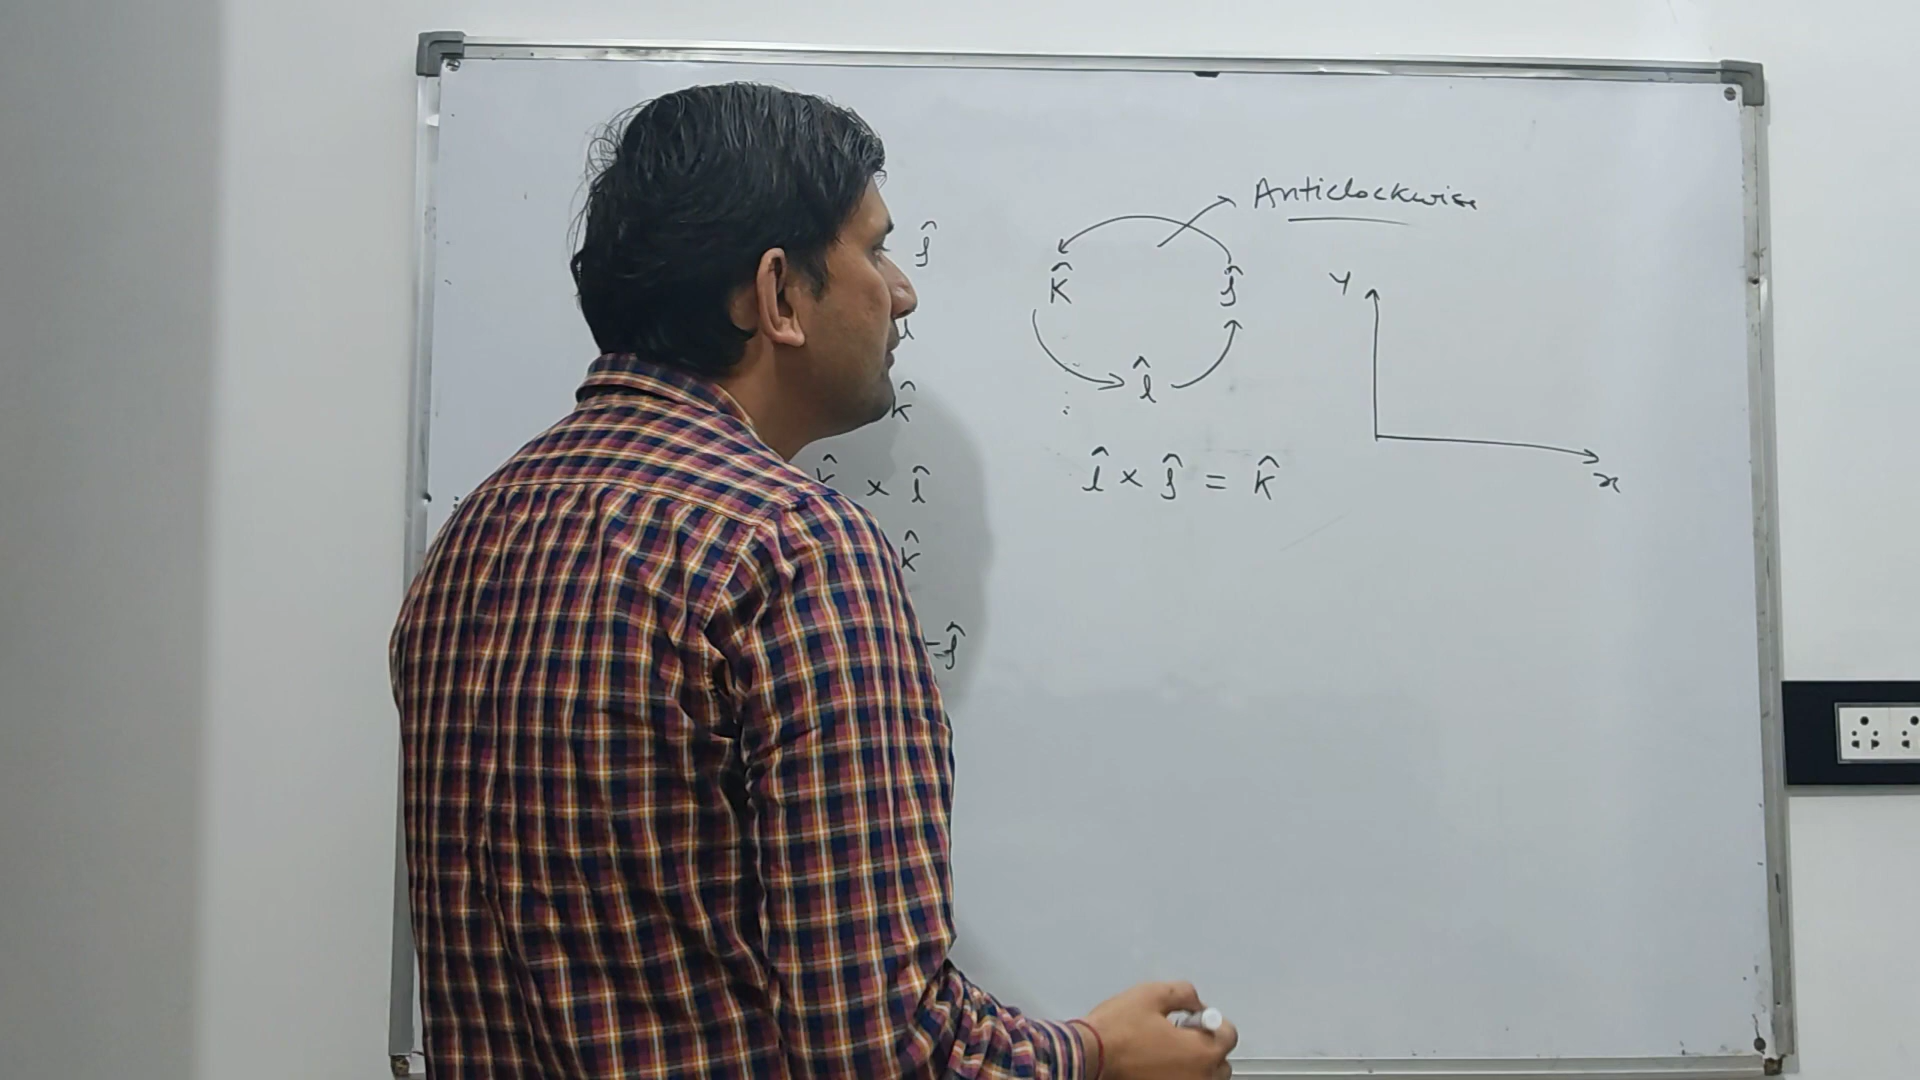 Anticlockwise
ĵ
k̂ ĵ
Y
î
k̂
î × ĵ = k̂
x
× î
k̂
-ĵ